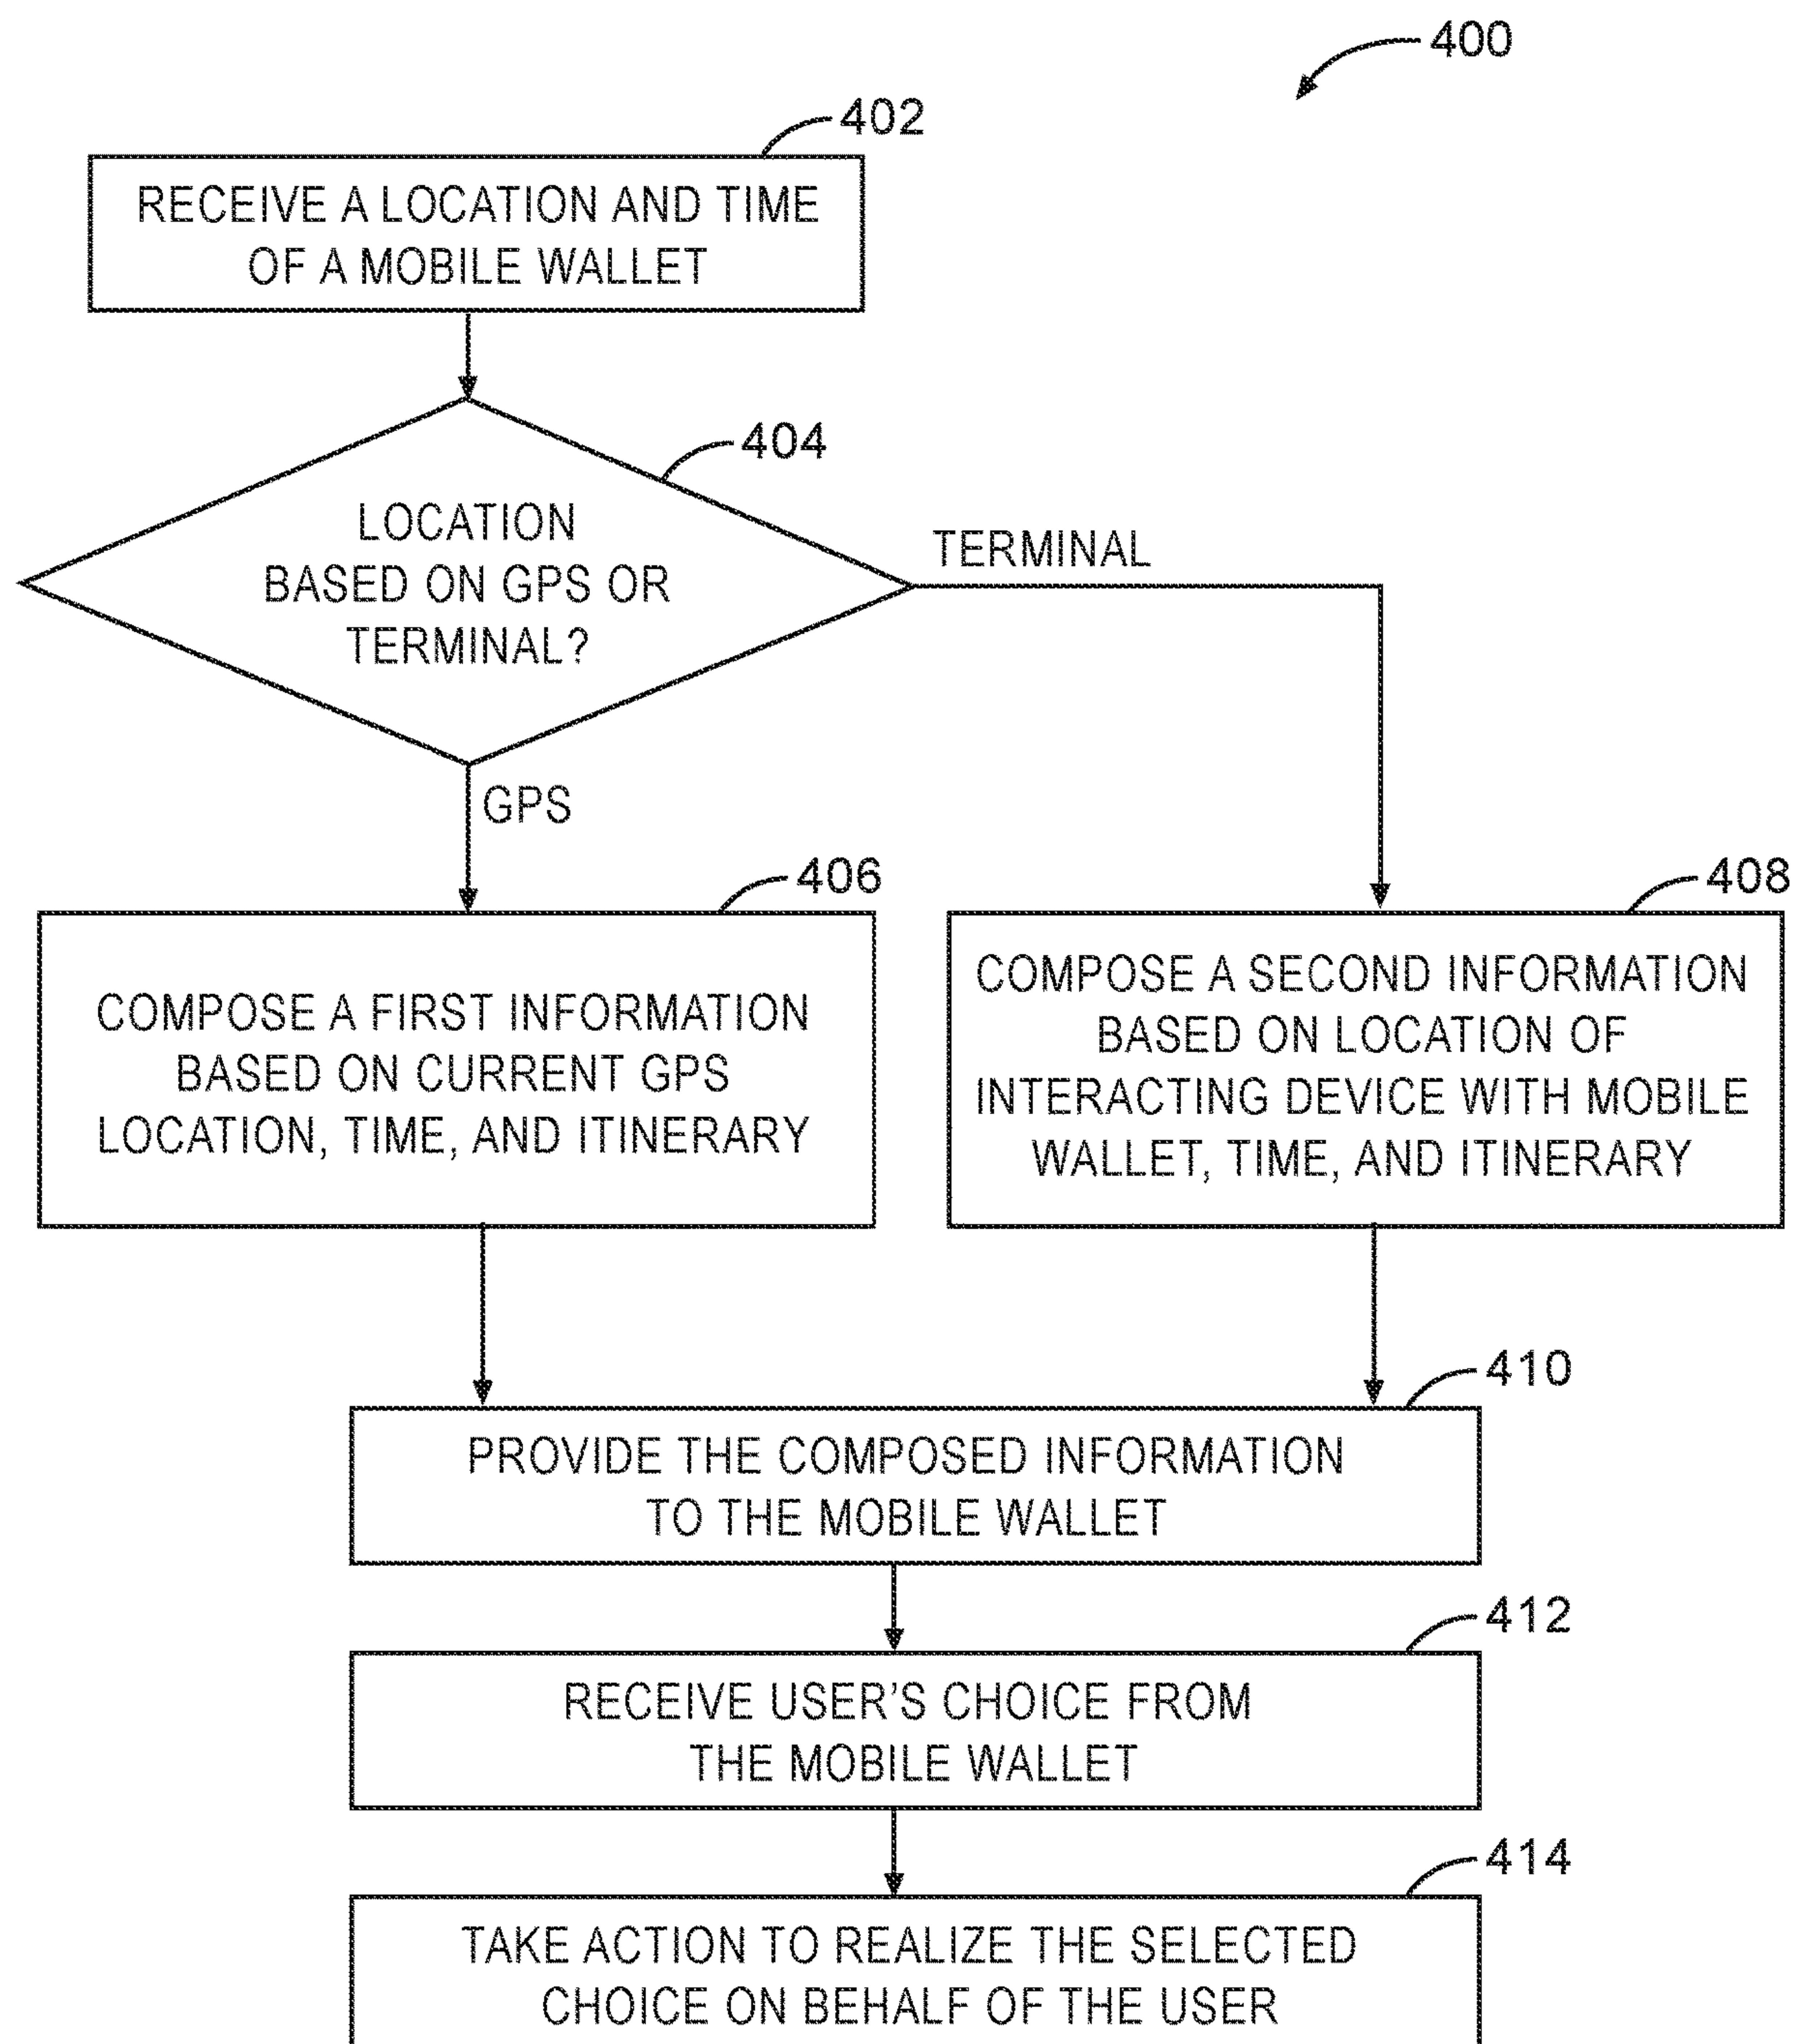 400
402
RECEIVE A LOCATION AND TIME
OF A MOBILE WALLET
404
LOCATION
BASED ON GPS OR
TERMINAL?
TERMINAL
GPS
406
COMPOSE A FIRST INFORMATION
BASED ON CURRENT GPS
LOCATION, TIME, AND ITINERARY
408
COMPOSE A SECOND INFORMATION
BASED ON LOCATION OF
INTERACTING DEVICE WITH MOBILE
WALLET, TIME, AND ITINERARY
410
PROVIDE THE COMPOSED INFORMATION
TO THE MOBILE WALLET
412
RECEIVE USER'S CHOICE FROM
THE MOBILE WALLET
414
TAKE ACTION TO REALIZE THE SELECTED
CHOICE ON BEHALF OF THE USER